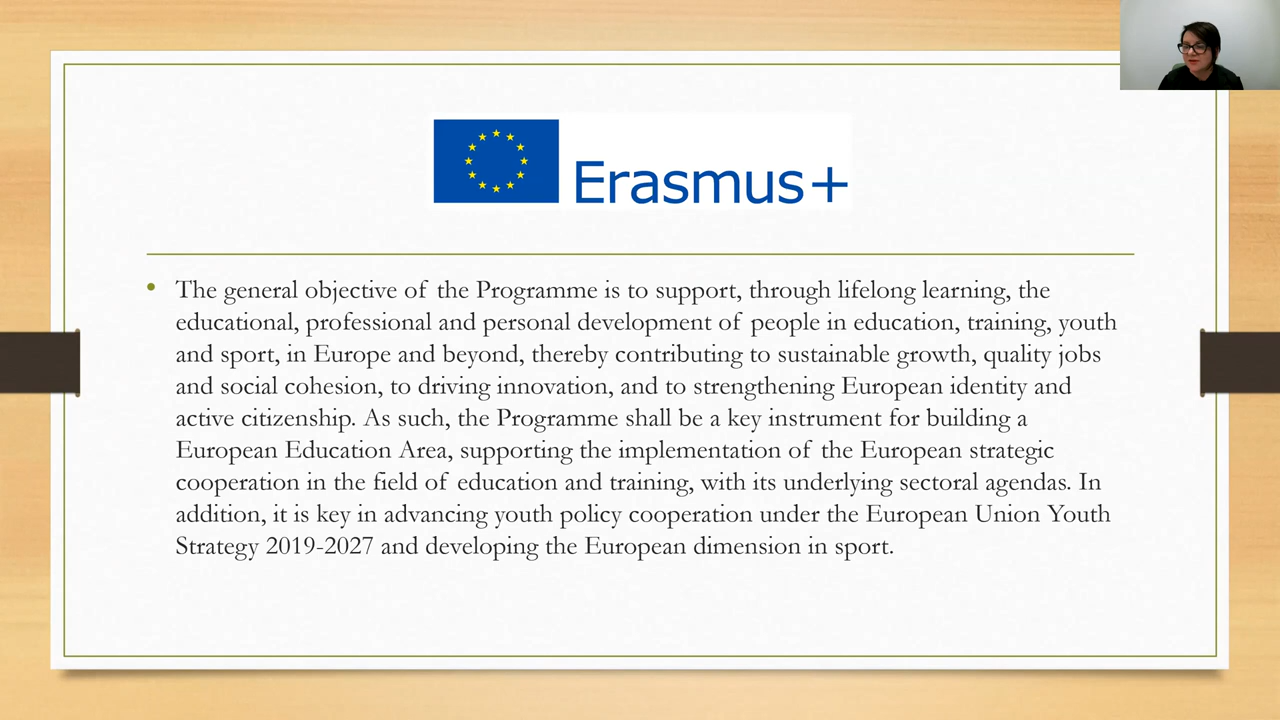 Erasmus+
• The general objective of the Programme is to support, through lifelong learning, the
educational, professional and personal development of people in education, training, youth
and sport, in Europe and beyond, thereby contributing to sustainable growth, quality jobs
and social cohesion, to driving innovation, and to strengthening European identity and
active citizenship. As such, the Programme shall be a key instrument for building a
European Education Area, supporting the implementation of the European strategic
cooperation in the field of education and training, with its underlying sectoral agendas. In
addition, it is key in advancing youth policy cooperation under the European Union Youth
Strategy 2019-2027 and developing the European dimension in sport.